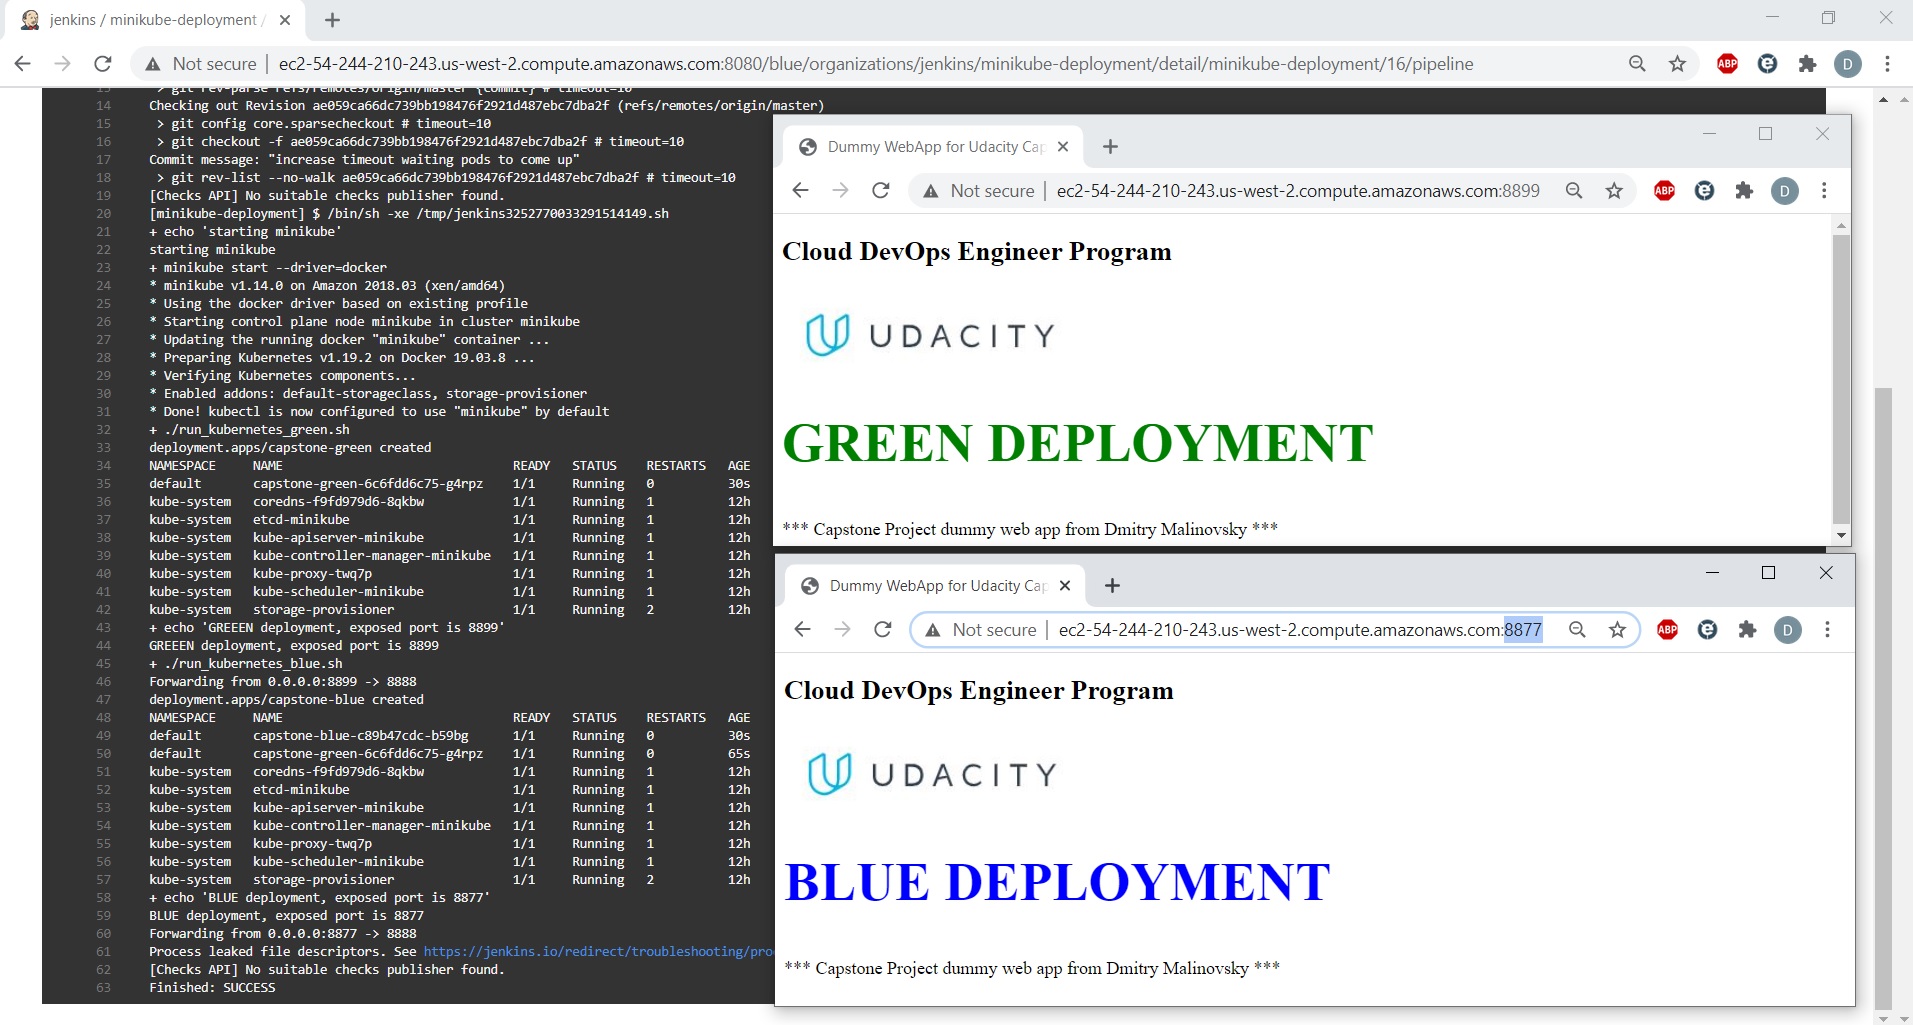 jenkins / minikube-deployment /
Not secure | ec2-54-244-210-243.us-west-2.compute.amazonaws.com:8080/blue/organizations/jenkins/minikube-deployment/detail/minikube-deployment/16/pipeline
ABP
D
13 > git rev-parse refs/remotes/origin/master^{commit} # timeout=10
14 Checking out Revision ae059ca66dc739bb198476f2921d487ebc7dba2f (refs/remotes/origin/master)
15 > git config core.sparsecheckout # timeout=10
16 > git checkout -f ae059ca66dc739bb198476f2921d487ebc7dba2f # timeout=10
17 Commit message: "increase timeout waiting pods to come up"
18 > git rev-list --no-walk ae059ca66dc739bb198476f2921d487ebc7dba2f # timeout=10
19 [Checks API] No suitable checks publisher found.
20 [minikube-deployment] $ /bin/sh -xe /tmp/jenkins3252770033291514149.sh
21 + echo 'starting minikube'
22 starting minikube
23 + minikube start --driver=docker
24 * minikube v1.14.0 on Amazon 2018.03 (xen/amd64)
25 * Using the docker driver based on existing profile
26 * Starting control plane node minikube in cluster minikube
27 * Updating the running docker "minikube" container ...
28 * Preparing Kubernetes v1.19.2 on Docker 19.03.8 ...
29 * Verifying Kubernetes components...
30 * Enabled addons: default-storageclass, storage-provisioner
31 * Done! kubectl is now configured to use "minikube" by default
32 + ./run_kubernetes_green.sh
33 deployment.apps/capstone-green created
34 NAMESPACE NAME READY STATUS RESTARTS AGE
35 default capstone-green-6c6fdd6c75-g4rpz 1/1 Running 0 30s
36 kube-system coredns-f9fd979d6-8qkbw 1/1 Running 1 12h
37 kube-system etcd-minikube 1/1 Running 1 12h
38 kube-system kube-apiserver-minikube 1/1 Running 1 12h
39 kube-system kube-controller-manager-minikube 1/1 Running 1 12h
40 kube-system kube-proxy-twq7p 1/1 Running 1 12h
41 kube-system kube-scheduler-minikube 1/1 Running 1 12h
42 kube-system storage-provisioner 1/1 Running 2 12h
43 + echo 'GREEEN deployment, exposed port is 8899'
44 GREEEN deployment, exposed port is 8899
45 + ./run_kubernetes_blue.sh
46 Forwarding from 0.0.0.0:8899 -> 8888
47 deployment.apps/capstone-blue created
48 NAMESPACE NAME READY STATUS RESTARTS AGE
49 default capstone-blue-c89b47cdc-b59bg 1/1 Running 0 30s
50 default capstone-green-6c6fdd6c75-g4rpz 1/1 Running 0 65s
51 kube-system coredns-f9fd979d6-8qkbw 1/1 Running 1 12h
52 kube-system etcd-minikube 1/1 Running 1 12h
53 kube-system kube-apiserver-minikube 1/1 Running 1 12h
54 kube-system kube-controller-manager-minikube 1/1 Running 1 12h
55 kube-system kube-proxy-twq7p 1/1 Running 1 12h
56 kube-system kube-scheduler-minikube 1/1 Running 1 12h
57 kube-system storage-provisioner 1/1 Running 2 12h
58 + echo 'BLUE deployment, exposed port is 8877'
59 BLUE deployment, exposed port is 8877
60 Forwarding from 0.0.0.0:8877 -> 8888
61 Process leaked file descriptors. See https://jenkins.io/redirect/troubleshooting/pro
62 [Checks API] No suitable checks publisher found.
63 Finished: SUCCESS
Dummy WebApp for Udacity Cap
Not secure | ec2-54-244-210-243.us-west-2.compute.amazonaws.com:8899
ABP
D
Cloud DevOps Engineer Program
UDACITY
GREEN DEPLOYMENT
*** Capstone Project dummy web app from Dmitry Malinovsky ***
Dummy WebApp for Udacity Cap
Not secure | ec2-54-244-210-243.us-west-2.compute.amazonaws.com:8877
ABP
D
Cloud DevOps Engineer Program
UDACITY
BLUE DEPLOYMENT
*** Capstone Project dummy web app from Dmitry Malinovsky ***